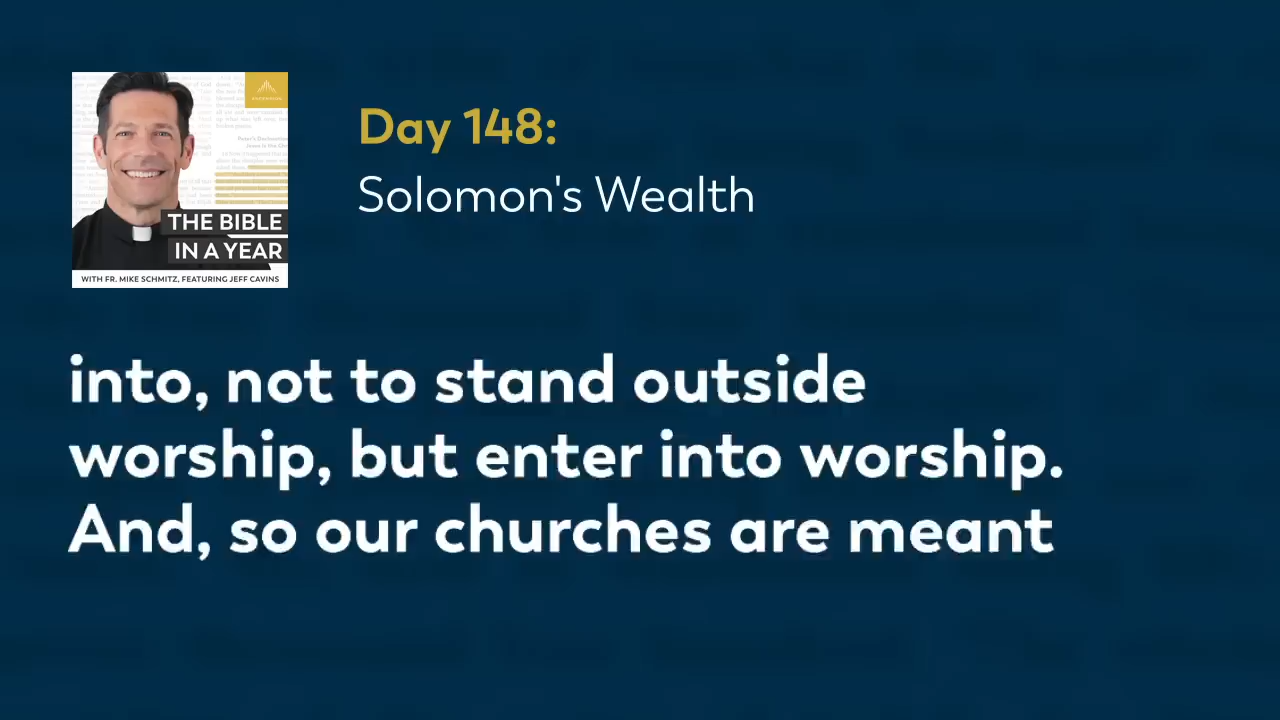 Day 148:
Solomon's Wealth
THE BIBLE
IN A YEAR
WITH FR. MIKE SCHMITZ, FEATURING JEFF CAVINS
into, not to stand outside
worship, but enter into worship.
And, so our churches are meant